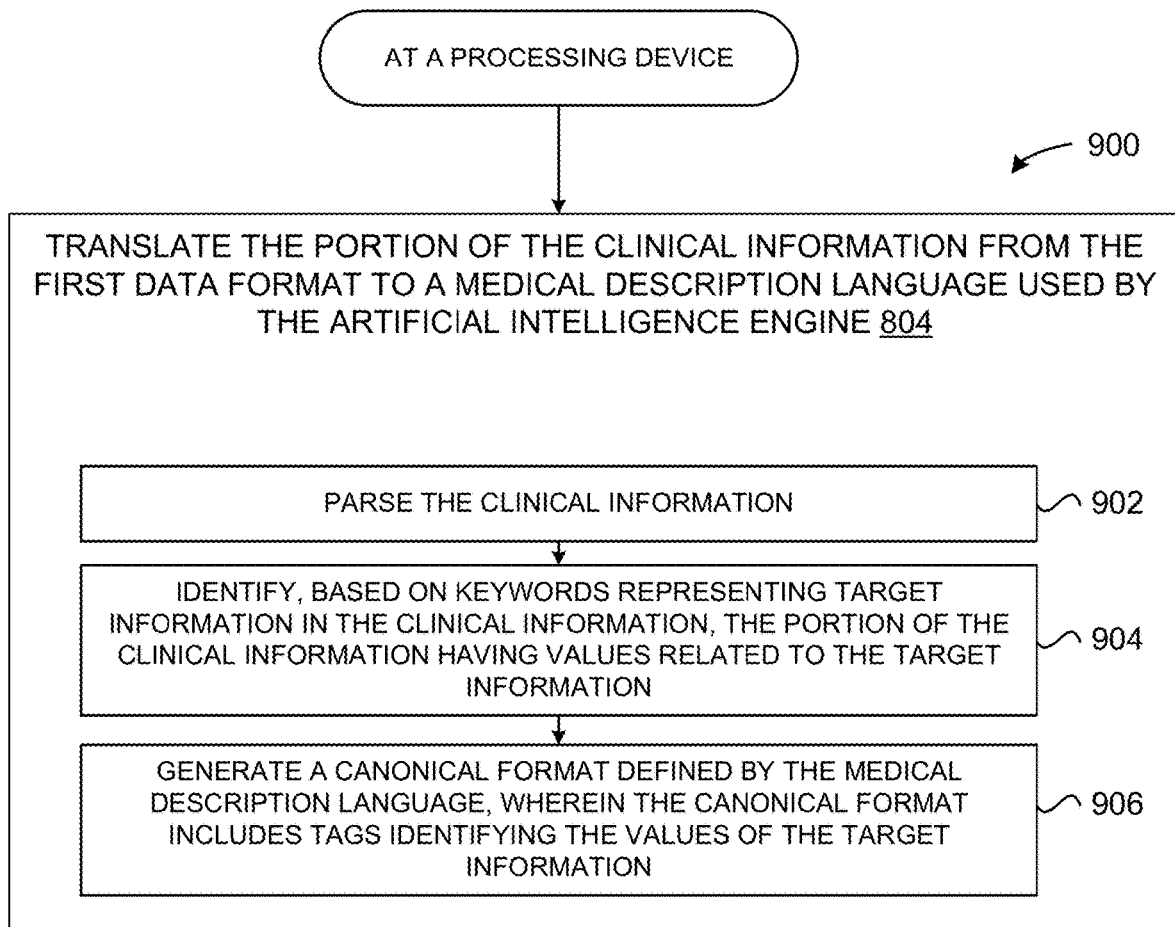 AT A PROCESSING DEVICE
900
TRANSLATE THE PORTION OF THE CLINICAL INFORMATION FROM THE
FIRST DATA FORMAT TO A MEDICAL DESCRIPTION LANGUAGE USED BY
THE ARTIFICIAL INTELLIGENCE ENGINE 804
PARSE THE CLINICAL INFORMATION
902
IDENTIFY, BASED ON KEYWORDS REPRESENTING TARGET
INFORMATION IN THE CLINICAL INFORMATION, THE PORTION OF THE
CLINICAL INFORMATION HAVING VALUES RELATED TO THE TARGET
INFORMATION
904
GENERATE A CANONICAL FORMAT DEFINED BY THE MEDICAL
DESCRIPTION LANGUAGE, WHEREIN THE CANONICAL FORMAT
INCLUDES TAGS IDENTIFYING THE VALUES OF THE TARGET
INFORMATION
906